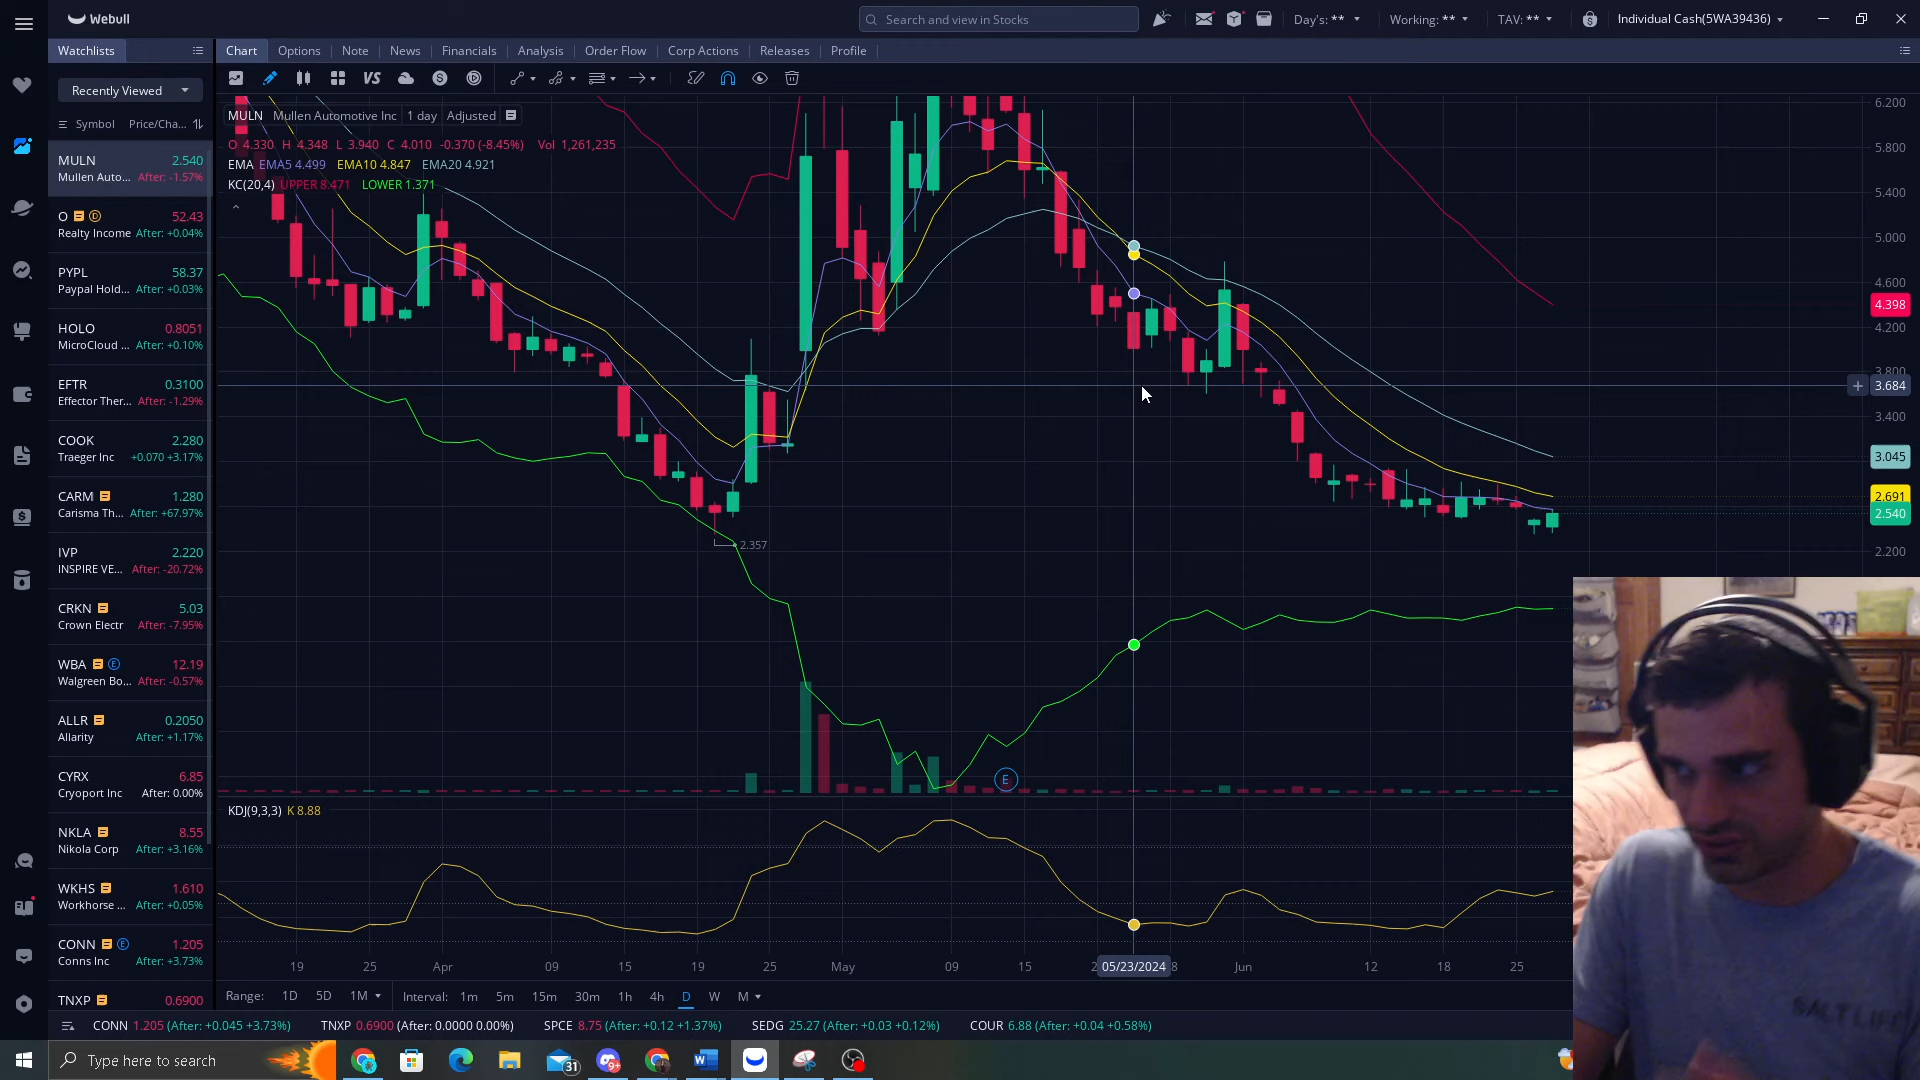 Webull
Search and view in Stocks
Day's: **
Working: **
TAV: **
Individual Cash(5WA39436)
Watchlists
Chart Options Note News Financials Analysis Order Flow Corp Actions Releases Profile
Recently Viewed
VS
S
Symbol Price/Cha...
MULN 2.540
Mullen Auto... After: -1.57%
O D 52.43
Realty Income After: +0.04%
PYPL 58.37
Paypal Hold... After: +0.03%
HOLO 0.8051
MicroCloud ... After: +0.10%
EFTR 0.3100
Effector Ther... After: -1.29%
COOK 2.280
Traeger Inc +0.070 +3.17%
CARM 1.280
Carisma Th... After: +67.97%
IVP 2.220
INSPIRE VE... After: -20.72%
CRKN 5.03
Crown Electr After: -7.95%
WBA E 12.19
Walgreen Bo... After: -0.57%
ALLR 0.2050
Allarity After: +1.17%
CYRX 6.85
Cryoport Inc After: 0.00%
NKLA 8.55
Nikola Corp After: +3.16%
WKHS 1.610
Workhorse ... After: +0.05%
CONN E 1.205
Conns Inc After: +3.73%
TNXP 0.6900
MULN Mullen Automotive Inc 1 day Adjusted
O 4.330 H 4.348 L 3.940 C 4.010 -0.370 (-8.45%) Vol 1,261,235
EMA EMA5 4.499 EMA10 4.847 EMA20 4.921
KC(20,4) UPPER 8.471 LOWER 1.371
6.200
5.800
5.400
5.000
4.600
4.398
4.200
3.800
3.684
3.400
3.045
2.691
2.540
2.200
2.357
E
KDJ(9,3,3) K 8.88
19 25 Apr 09 15 19 25 May 09 15 2 05/23/2024 8 Jun 12 18 25
Range: 1D 5D 1M Interval: 1m 5m 15m 30m 1h 4h D W M
CONN 1.205 (After: +0.045 +3.73%) TNXP 0.6900 (After: 0.0000 0.00%) SPCE 8.75 (After: +0.12 +1.37%) SEDG 25.27 (After: +0.03 +0.12%) COUR 6.88 (After: +0.04 +0.58%)
SALTLIFE
Type here to search
31
9+
W